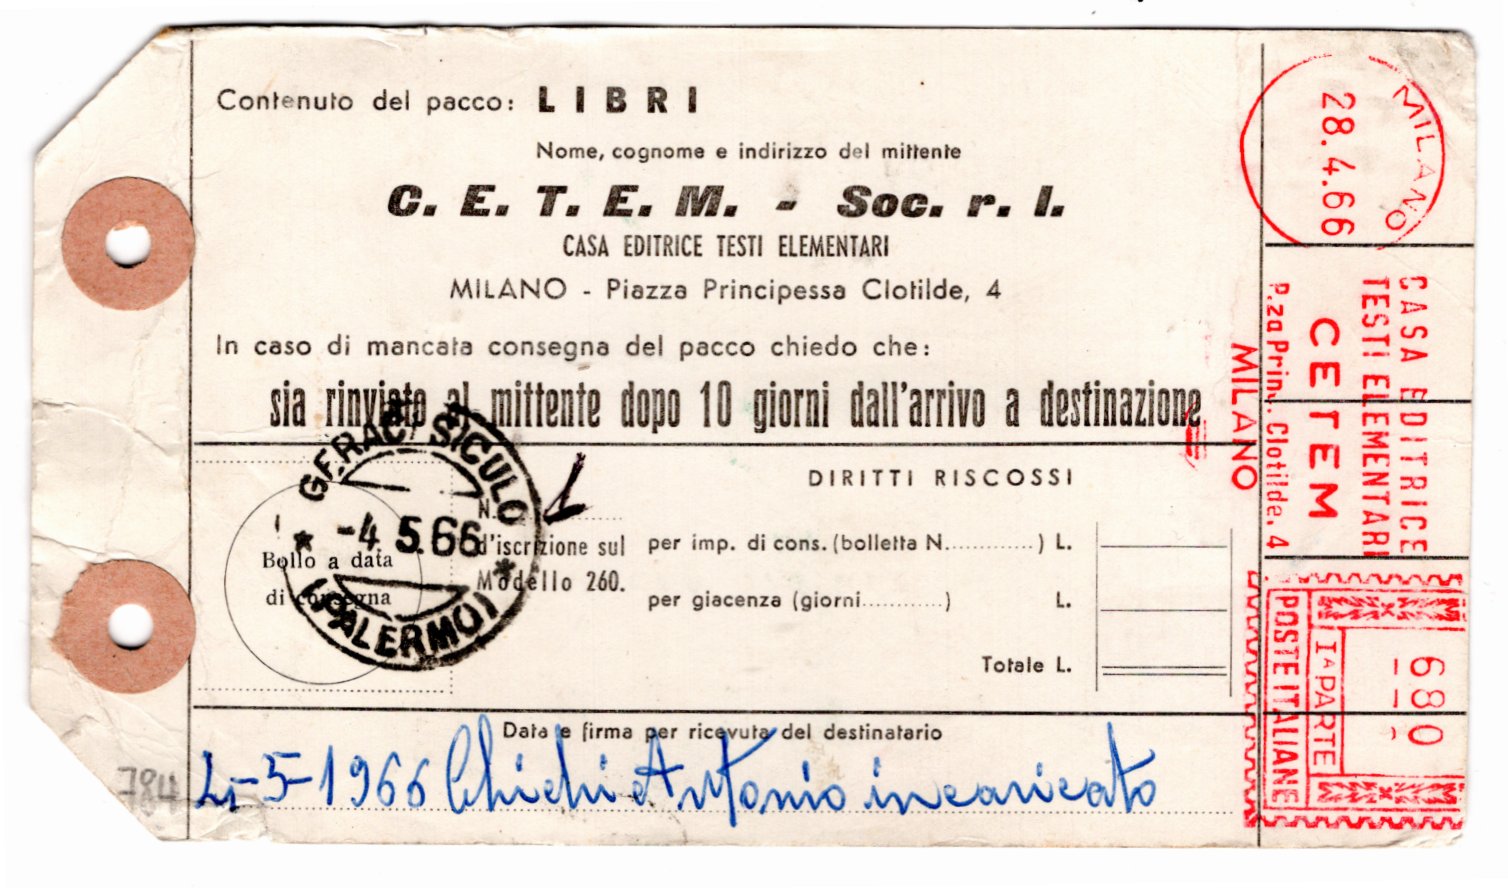 Contenuto del pacco: LIBRI
Nome, cognome e indirizzo del mittente
C. E. T. E. M. - Soc. r. l.
CASA EDITRICE TESTI ELEMENTARI
MILANO - Piazza Principessa Clotilde, 4
In caso di mancata consegna del pacco chiedo che:
sia rinviato al mittente dopo 10 giorni dall'arrivo a destinazione
GERACI SICULO
-4.5.66
(PALERMO)
Bollo a data
di consegna
N. ....................
d'iscrizione sul
Modello 260.
DIRITTI RISCOSSI
per imp. di cons. (bolletta N.............) L.
per giacenza (giorni............) L.
Totale L.
Data e firma per ricevuta del destinatario
4-5-1966 Chichi Antonio incaricato
784
MILANO
28.4.66
CASA EDITRICE
TESTI ELEMENTARI
CETEM
P.za Prin. Clotilde. 4
MILANO
680
Iª PARTE
POSTE ITALIANE